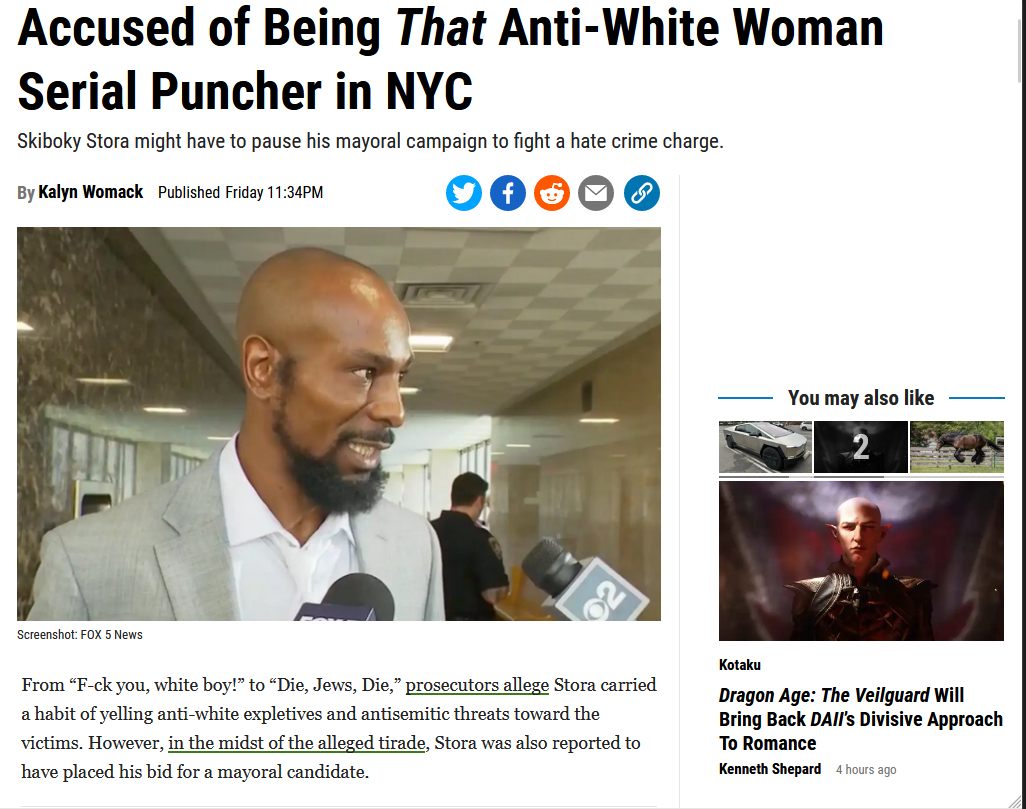 Accused of Being That Anti-White Woman
Serial Puncher in NYC
Skiboky Stora might have to pause his mayoral campaign to fight a hate crime charge.
By Kalyn Womack Published Friday 11:34PM
2
Screenshot: FOX 5 News
From “F-ck you, white boy!” to “Die, Jews, Die,” prosecutors allege Stora carried
a habit of yelling anti-white expletives and antisemitic threats toward the
victims. However, in the midst of the alleged tirade, Stora was also reported to
have placed his bid for a mayoral candidate.
You may also like
2
Kotaku
Dragon Age: The Veilguard Will
Bring Back DAII’s Divisive Approach
To Romance
Kenneth Shepard 4 hours ago